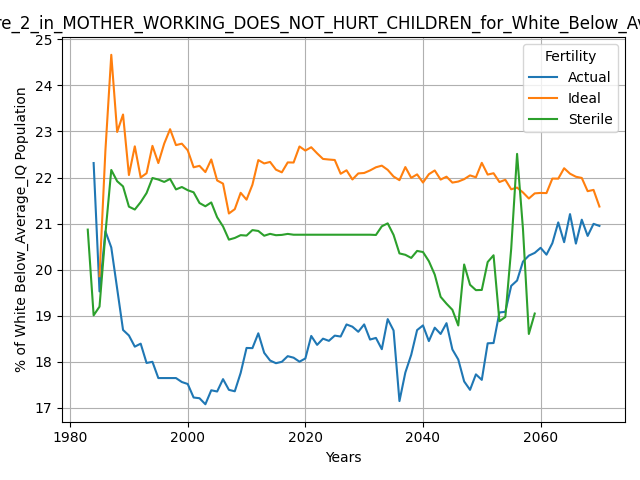 re_2_in_MOTHER_WORKING_DOES_NOT_HURT_CHILDREN_for_White_Below_Av
25
24
23
22
21
20
19
18
17
1980
2000
2020
2040
2060
Years
% of White Below_Average_IQ Population
Fertility
Actual
Ideal
Sterile